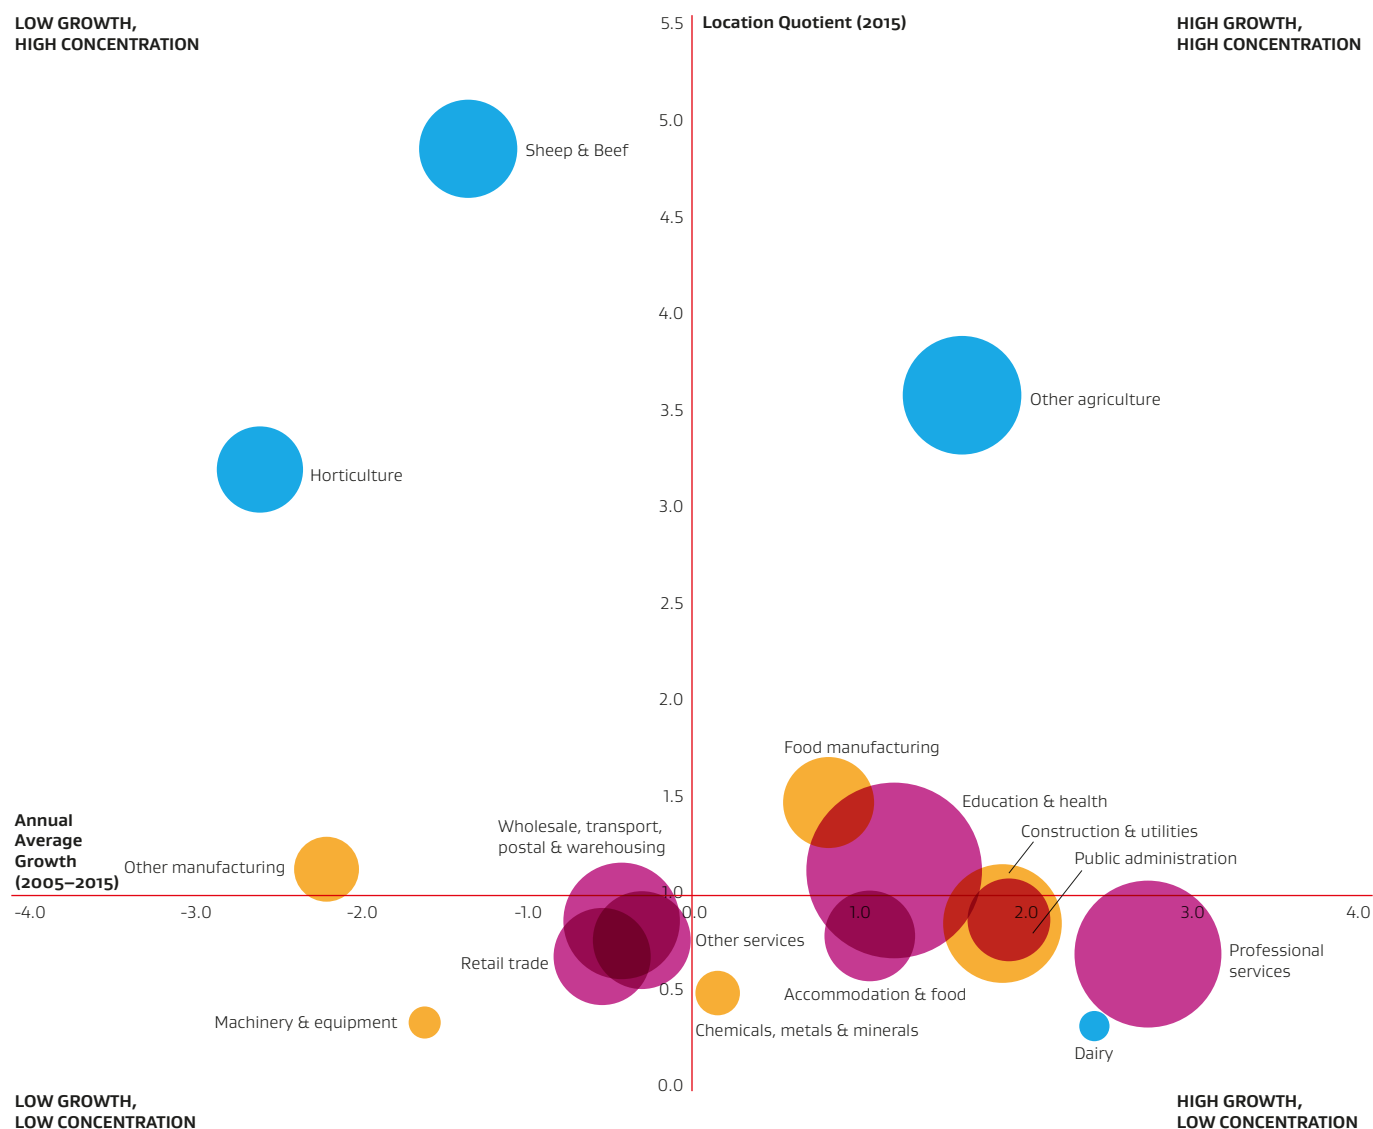 LOW GROWTH,
HIGH CONCENTRATION
5.5
Location Quotient (2015)
HIGH GROWTH,
HIGH CONCENTRATION
5.0
Sheep & Beef
4.5
4.0
Other agriculture
3.5
Horticulture
3.0
2.5
2.0
Food manufacturing
1.5
Education & health
Annual
Average
Growth
(2005–2015)
Wholesale, transport,
postal & warehousing
Construction & utilities
Public administration
Other manufacturing
1.0
-4.0
-3.0
-2.0
-1.0
0.0
1.0
2.0
3.0
4.0
Other services
Retail trade
Professional
services
0.5
Accommodation & food
Machinery & equipment
Chemicals, metals & minerals
Dairy
0.0
LOW GROWTH,
LOW CONCENTRATION
HIGH GROWTH,
LOW CONCENTRATION